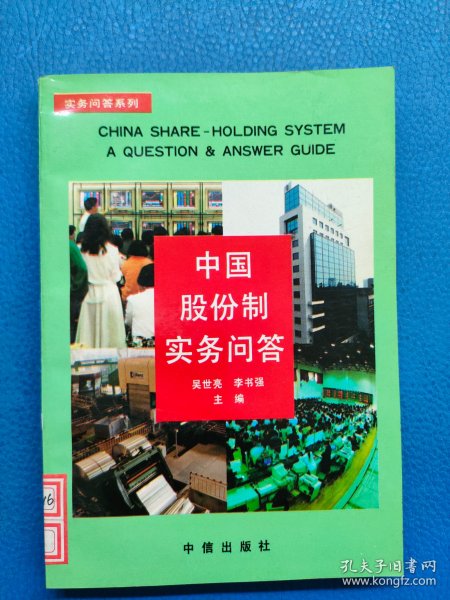 实务问答系列
CHINA SHARE-HOLDING SYSTEM
A QUESTION & ANSWER GUIDE
中国
股份制
实务问答
吴世亮 李书强
主编
16
中信出版社
孔夫子旧书网
www.kongfz.com